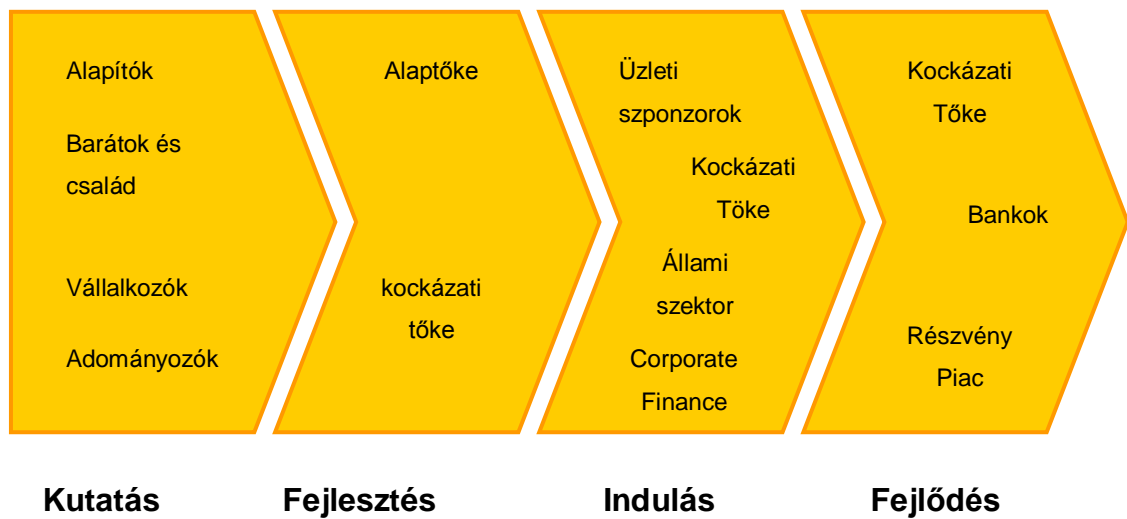 Alapítók
Barátok és
család
Vállalkozók
Adományozók
Alaptőke
kockázati
tőke
Üzleti
szponzorok
Kockázati
Töke
Állami
szektor
Corporate
Finance
Kockázati
Tőke
Bankok
Részvény
Piac
Kutatás
Fejlesztés
Indulás
Fejlődés